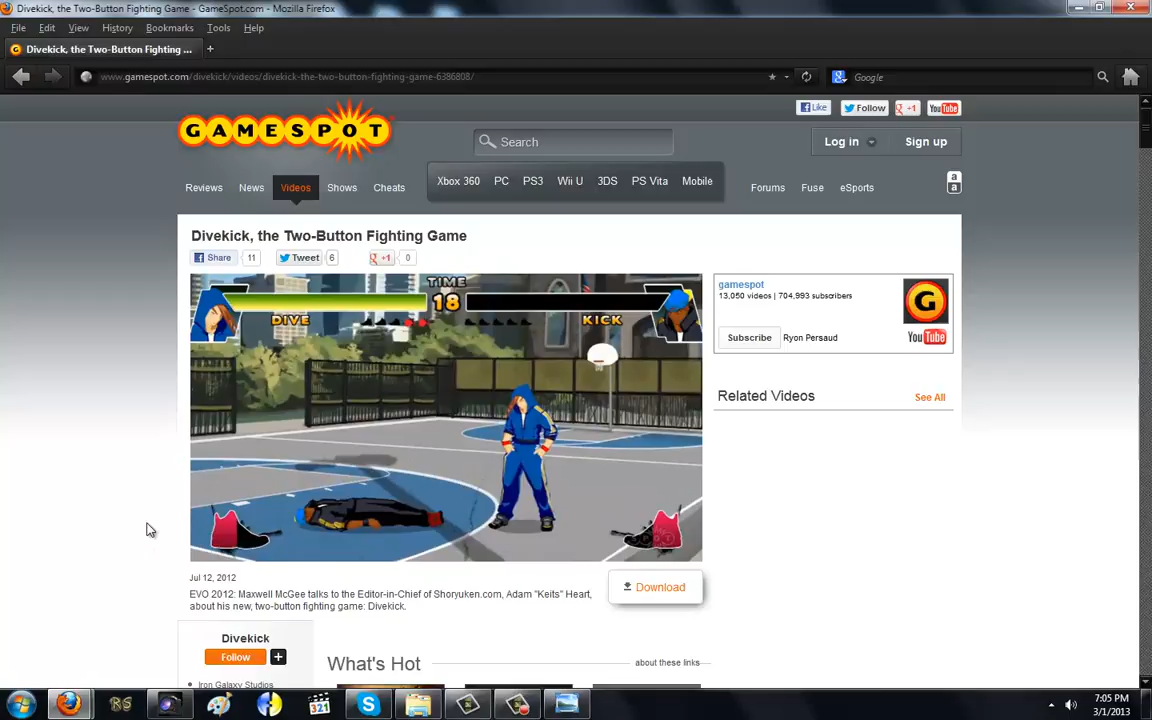 Divekick, the Two-Button Fighting Game - GameSpot.com - Mozilla Firefox
File Edit View History Bookmarks Tools Help
Divekick, the Two-Button Fighting ...
www.gamespot.com/divekick/videos/divekick-the-two-button-fighting-game-6386808/
Google
Like Follow +1 YouTube
GAMESPOT
Search
Log in Sign up
Reviews News Videos Shows Cheats
Xbox 360 PC PS3 Wii U 3DS PS Vita Mobile
Forums Fuse eSports
a
a
Divekick, the Two-Button Fighting Game
Share 11 Tweet 6 +1 0
TIME
18
DIVE KICK
gamespot
13,050 videos | 704,993 subscribers
G
Subscribe Ryon Persaud
YouTube
Related Videos See All
Jul 12, 2012
Download
EVO 2012: Maxwell McGee talks to the Editor-in-Chief of Shoryuken.com, Adam "Keits" Heart,
about his new, two-button fighting game: Divekick.
Divekick
Follow +
What's Hot about these links
Iron Galaxy Studios
RS
321
7:05 PM
3/1/2013